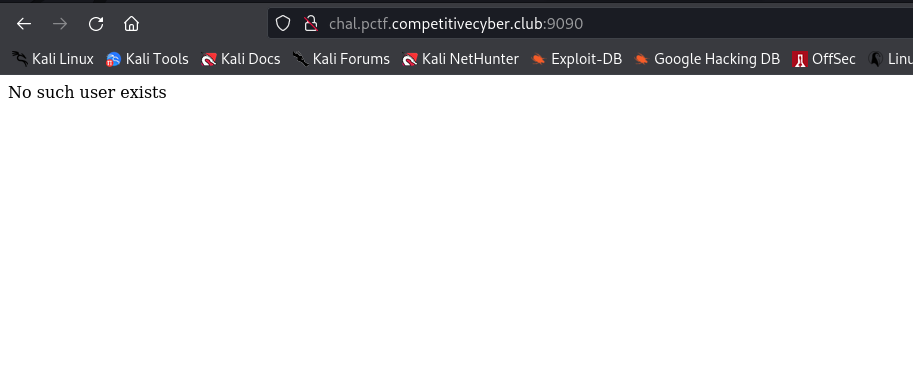 chal.pctf.competitivecyber.club:9090
Kali Linux Kali Tools Kali Docs Kali Forums Kali NetHunter Exploit-DB Google Hacking DB OffSec Linu
No such user exists